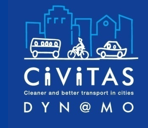 CiViTAS
Cleaner and better transport in cities
DYN@MO